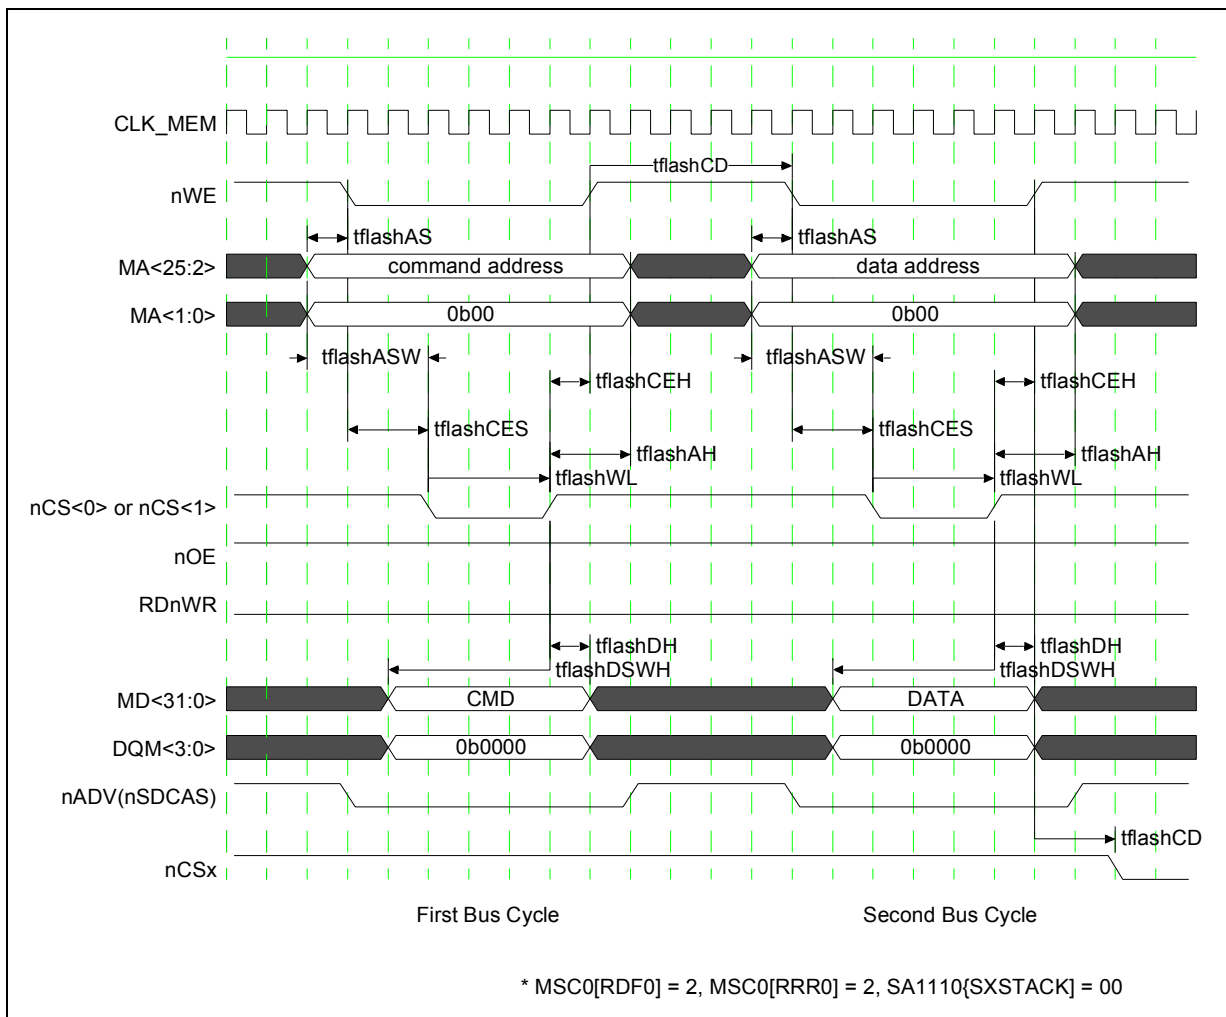 CLK_MEM
tflashCD
nWE
tflashAS tflashAS
MA<25:2> command address data address
MA<1:0> 0b00 0b00
tflashASW tflashASW
tflashCEH tflashCEH
tflashCES tflashCES
tflashAH tflashAH
tflashWL tflashWL
nCS<0> or nCS<1>
nOE
RDnWR
tflashDH tflashDH
tflashDSWH tflashDSWH
MD<31:0> CMD DATA
DQM<3:0> 0b0000 0b0000
nADV(nSDCAS)
tflashCD
nCSx
First Bus Cycle Second Bus Cycle
* MSC0[RDF0] = 2, MSC0[RRR0] = 2, SA1110{SXSTACK] = 00